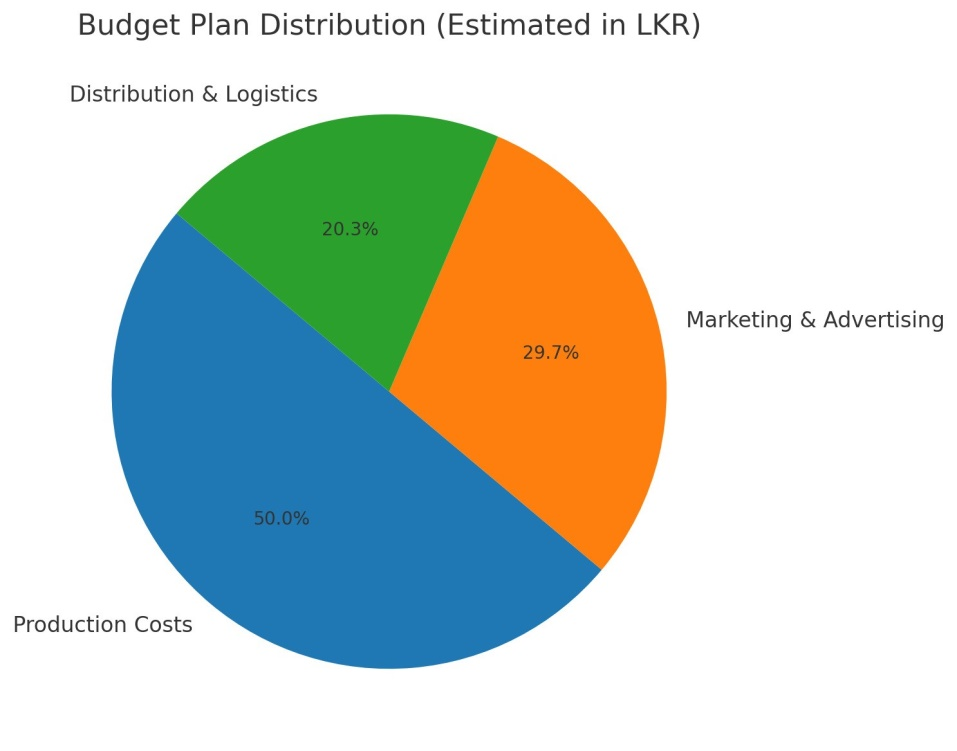 Budget Plan Distribution (Estimated in LKR)
Distribution & Logistics
20.3%
Marketing & Advertising
29.7%
50.0%
Production Costs